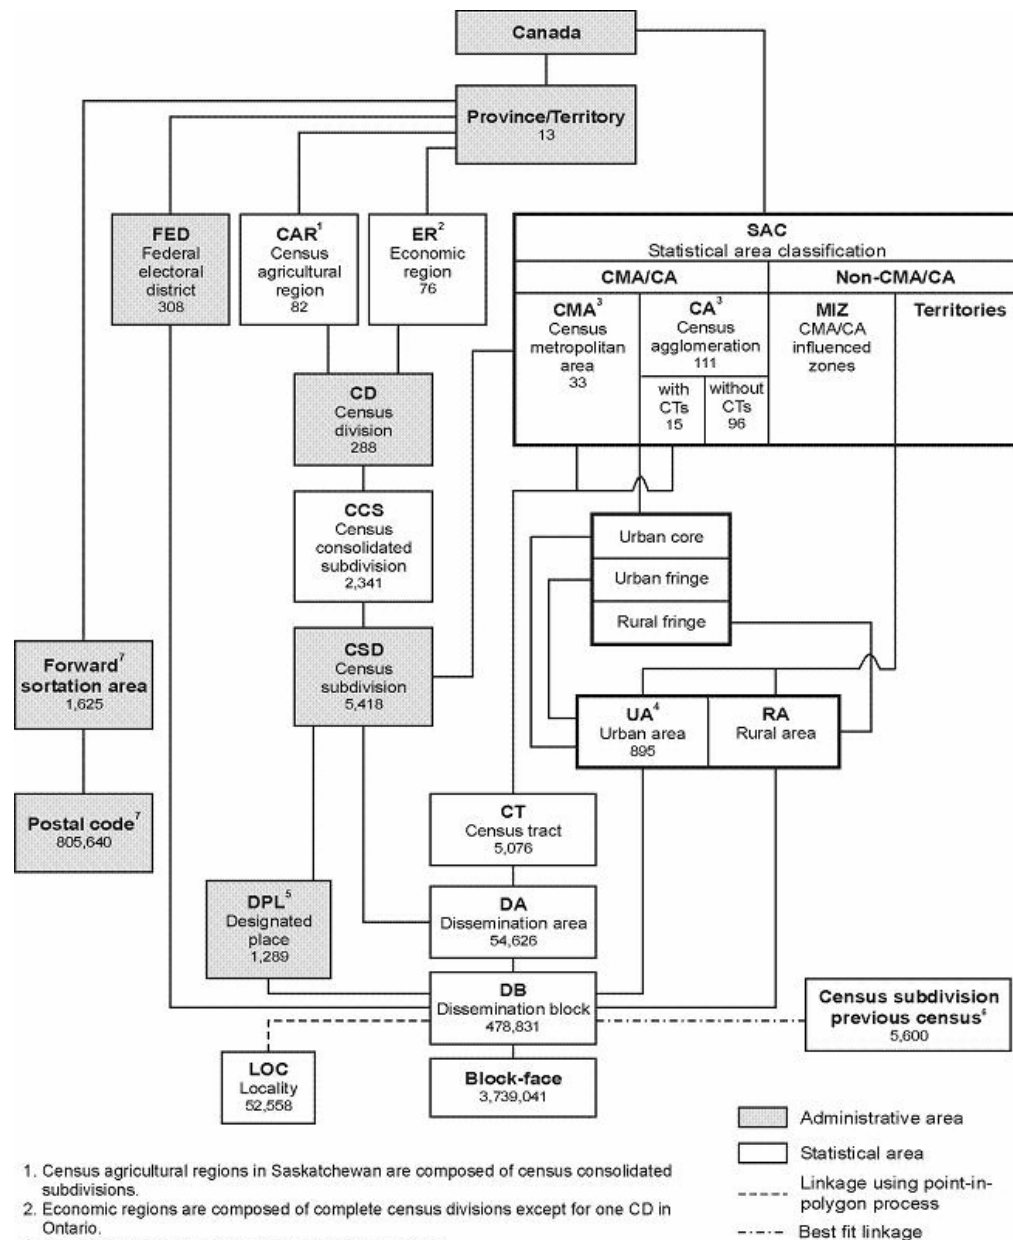 Canada
Province/Territory
13
FED
Federal
electoral
district
308
CAR1
Census
agricultural
region
82
ER2
Economic
region
76
SAC
Statistical area classification
CMA/CA
Non-CMA/CA
CMA3
Census
metropolitan
area
33
CA3
Census
agglomeration
111
with
CTs
15
without
CTs
96
MIZ
CMA/CA
influenced
zones
Territories
CD
Census
division
288
CCS
Census
consolidated
subdivision
2,341
Urban core
Urban fringe
Rural fringe
CSD
Census
subdivision
5,418
Forward7
sortation area
1,625
UA4
Urban area
895
RA
Rural area
Postal code7
805,640
CT
Census tract
5,076
DPL5
Designated
place
1,289
DA
Dissemination area
54,626
DB
Dissemination block
478,831
Census subdivision
previous census6
5,600
LOC
Locality
52,558
Block-face
3,739,041
Administrative area
Statistical area
Linkage using point-in-
polygon process
Best fit linkage
1. Census agricultural regions in Saskatchewan are composed of census consolidated
subdivisions.
2. Economic regions are composed of complete census divisions except for one CD in
Ontario.